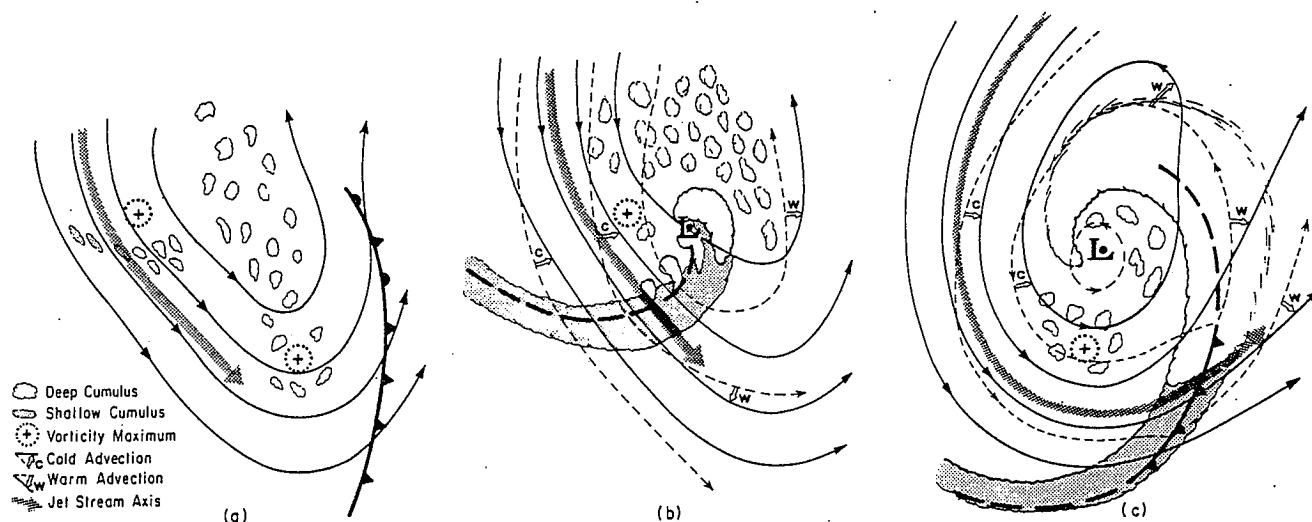 Deep Cumulus
Shallow Cumulus
Vorticity Maximum
C Cold Advection
W Warm Advection
Jet Stream Axis
(a)
C
C
L
W
W
(b)
W
C
W
C
L
W
(c)